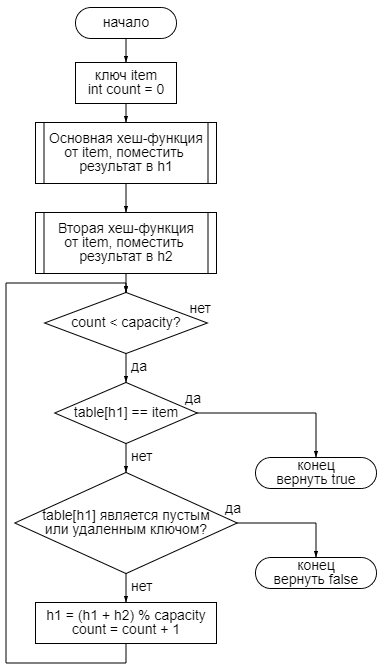 начало
ключ item
int count = 0
Основная хеш-функция
от item, поместить
результат в h1
Вторая хеш-функция
от item, поместить
результат в h2
нет
count < capacity?
да
да
table[h1] == item
нет
конец
вернуть true
да
table[h1] является пустым
или удаленным ключом?
конец
вернуть false
нет
h1 = (h1 + h2) % capacity
count = count + 1